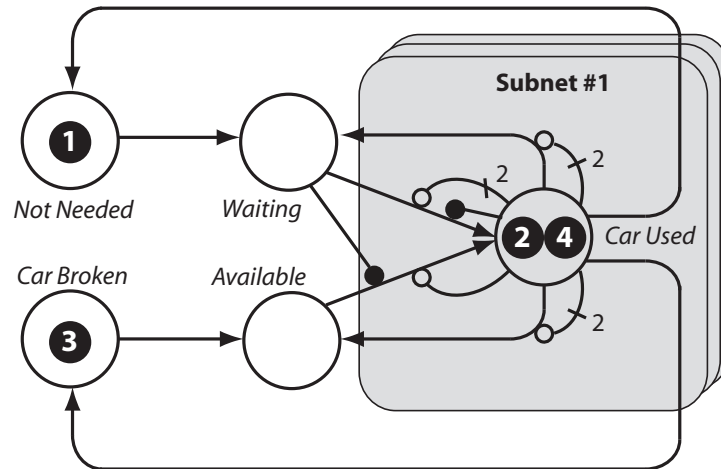 Subnet #1
1
2
2
Not Needed
Waiting
2 4
Car Used
Car Broken
Available
3
2